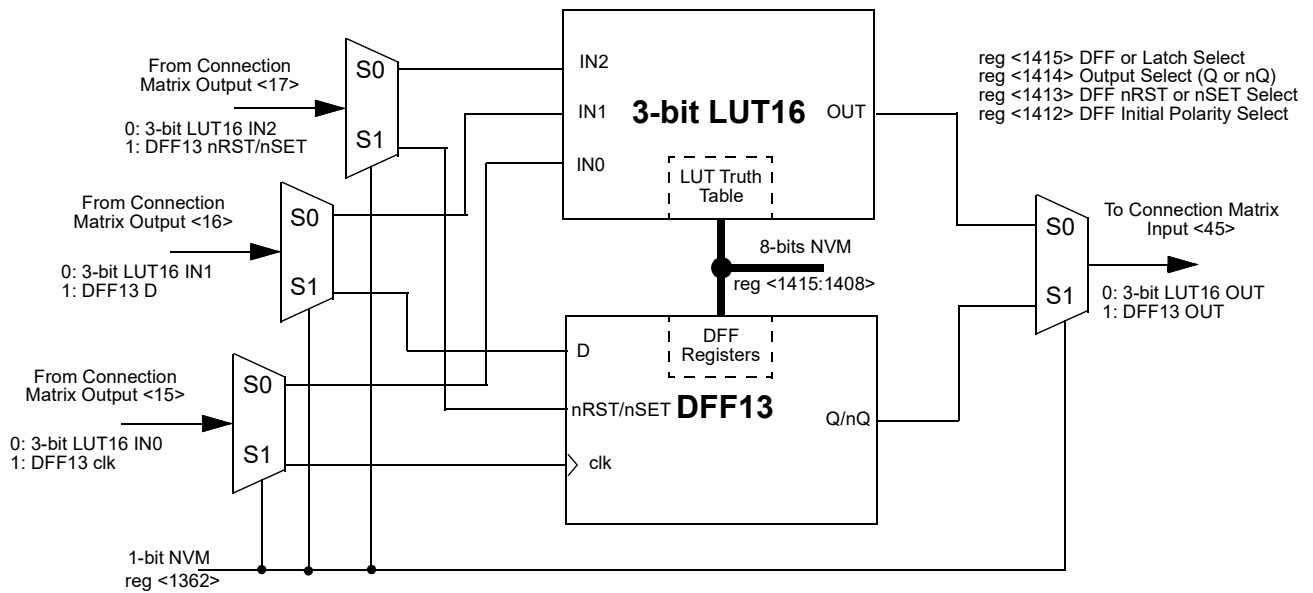 From Connection
Matrix Output <17>
0: 3-bit LUT16 IN2
1: DFF13 nRST/nSET
S0
S1
From Connection
Matrix Output <16>
0: 3-bit LUT16 IN1
1: DFF13 D
S0
S1
From Connection
Matrix Output <15>
0: 3-bit LUT16 IN0
1: DFF13 clk
S0
S1
1-bit NVM
reg <1362>
IN2
IN1
IN0
3-bit LUT16
OUT
LUT Truth
Table
8-bits NVM
reg <1415:1408>
DFF
Registers
D
nRST/nSET
DFF13
clk
Q/nQ
reg <1415> DFF or Latch Select
reg <1414> Output Select (Q or nQ)
reg <1413> DFF nRST or nSET Select
reg <1412> DFF Initial Polarity Select
S0
S1
To Connection Matrix
Input <45>
0: 3-bit LUT16 OUT
1: DFF13 OUT